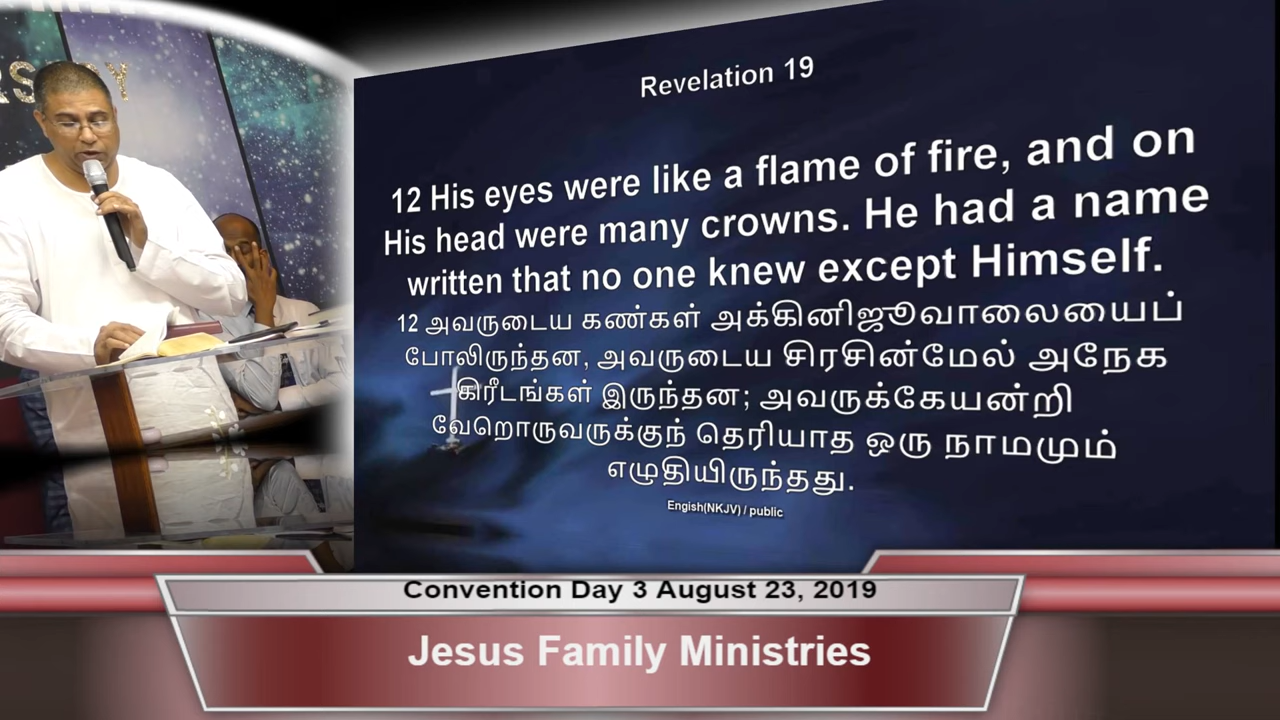 RS
Y
Revelation 19
12 His eyes were like a flame of fire, and on
His head were many crowns. He had a name
written that no one knew except Himself.
12 அவருடைய கண்கள் அக்கினிஜூவாலையைப்
போலிருந்தன, அவருடைய சிரசின்மேல் அநேக
கிரீடங்கள் இருந்தன; அவருக்கேயன்றி
வேறொருவருக்குந் தெரியாத ஒரு நாமமும்
எழுதியிருந்தது.
Engish(NKJV) / public
Convention Day 3 August 23, 2019
Jesus Family Ministries